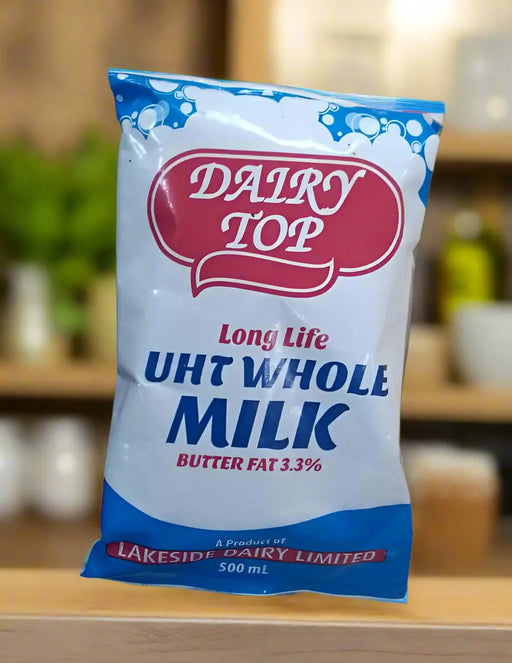 DAIRY
TOP
Long Life
UHT WHOLE
MILK
BUTTER FAT 3.3%
A Product of
LAKESIDE DAIRY LIMITED
500 mL